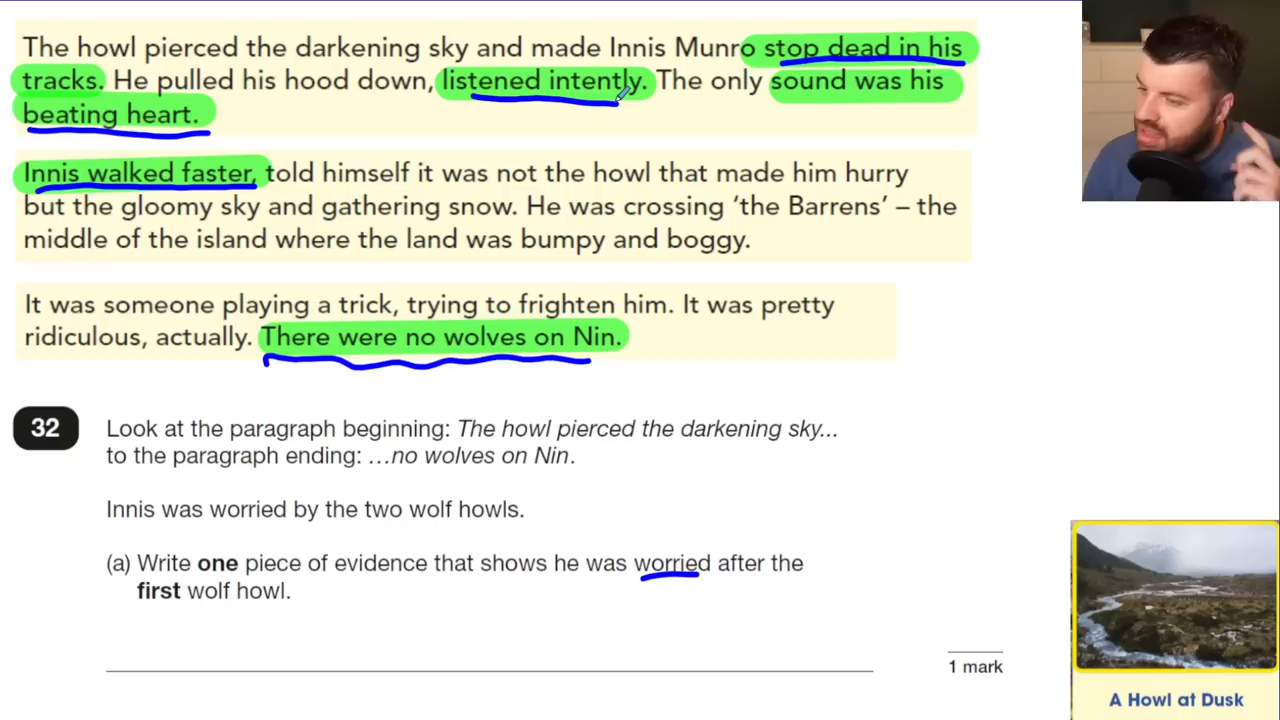 The howl pierced the darkening sky and made Innis Munro stop dead in his
tracks. He pulled his hood down, listened intently. The only sound was his
beating heart.
Innis walked faster, told himself it was not the howl that made him hurry
but the gloomy sky and gathering snow. He was crossing ‘the Barrens’ – the
middle of the island where the land was bumpy and boggy.
It was someone playing a trick, trying to frighten him. It was pretty
ridiculous, actually. There were no wolves on Nin.
32
Look at the paragraph beginning: The howl pierced the darkening sky...
to the paragraph ending: …no wolves on Nin.
Innis was worried by the two wolf howls.
(a) Write one piece of evidence that shows he was worried after the
first wolf howl.
1 mark
A Howl at Dusk